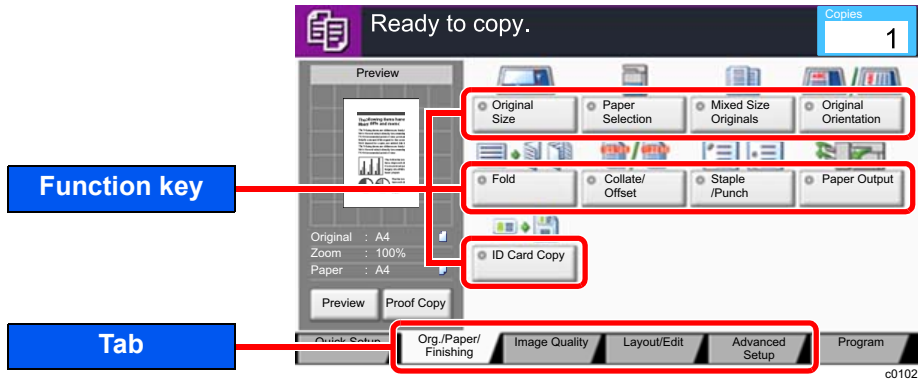 Ready to copy.
Copies
1
Preview
Original
Size
Paper
Selection
Mixed Size
Originals
Original
Orientation
Function key
Fold
Collate/
Offset
Staple
/Punch
Paper Output
Original : A4
Zoom : 100%
Paper : A4
ID Card Copy
Preview
Proof Copy
Tab
Quick Setup
Org./Paper/
Finishing
Image Quality
Layout/Edit
Advanced
Setup
Program
c0102